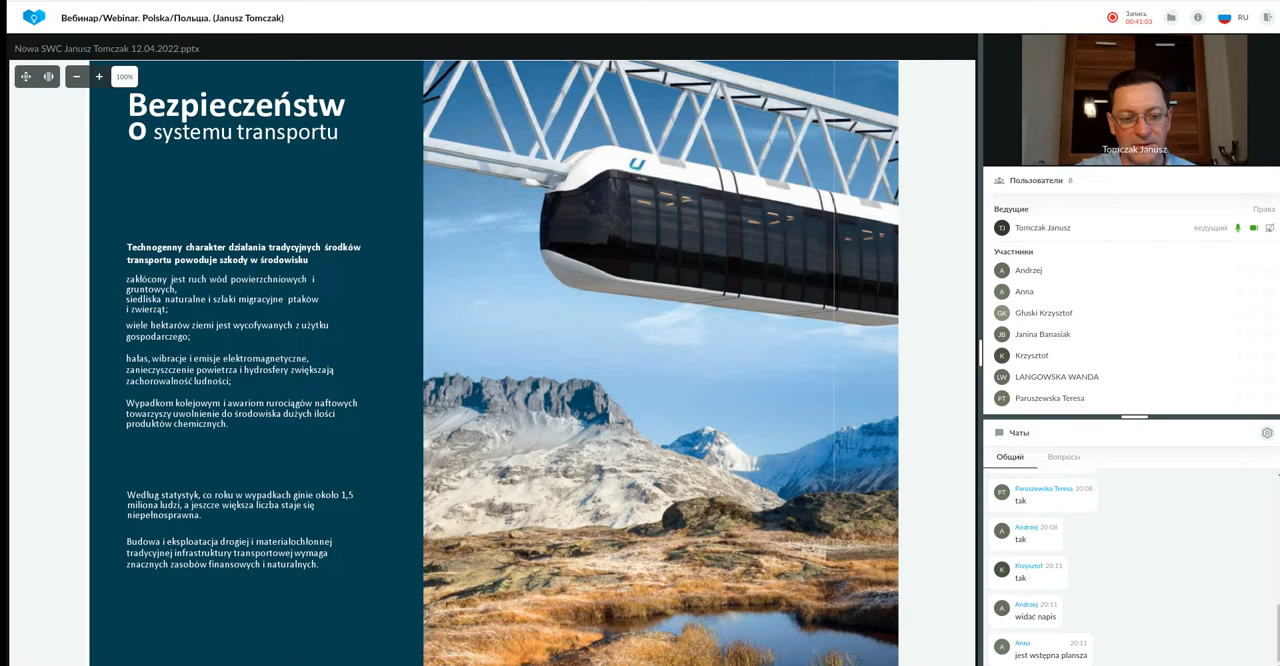 Вебинар/Webinar. Polska/Польша. (Janusz Tomczak)
Запись
00:41:03
RU
Nowa SWC Janusz Tomczak 12.04.2022.pptx
100%
Bezpieczeństw
o systemu transportu
Technogenny charakter działania tradycyjnych środków
transportu powoduje szkody w środowisku
zakłócony jest ruch wód powierzchniowych i
gruntowych,
siedliska naturalne i szlaki migracyjne ptaków
i zwierząt;
wiele hektarów ziemi jest wycofywanych z użytku
gospodarczego;
hałas, wibracje i emisje elektromagnetyczne,
zanieczyszczenie powietrza i hydrosfery zwiększają
zachorowalność ludności;
Wypadkom kolejowym i awariom rurociągów naftowych
towarzyszy uwolnienie do środowiska dużych ilości
produktów chemicznych.
Według statystyk, co roku w wypadkach ginie około 1,5
miliona ludzi, a jeszcze większa liczba staje się
niepełnosprawna.
Budowa i eksploatacja drogiej i materiałochłonnej
tradycyjnej infrastruktury transportowej wymaga
znacznych zasobów finansowych i naturalnych.
Tomczak Janusz
Пользователи 8
Ведущие Права
TJ Tomczak Janusz ведущий
Участники
A Andrzej
A Anna
GK Głuski Krzysztof
JB Janina Banasiak
K Krzysztof
LW LANGOWSKA WANDA
PT Paruszewska Teresa
Чаты
Общий Вопросы
PT Paruszewska Teresa 20:08
tak
A Andrzej 20:08
tak
K Krzysztof 20:11
tak
A Andrzej 20:11
widać napis
A Anna 20:11
jest wstępna plansza